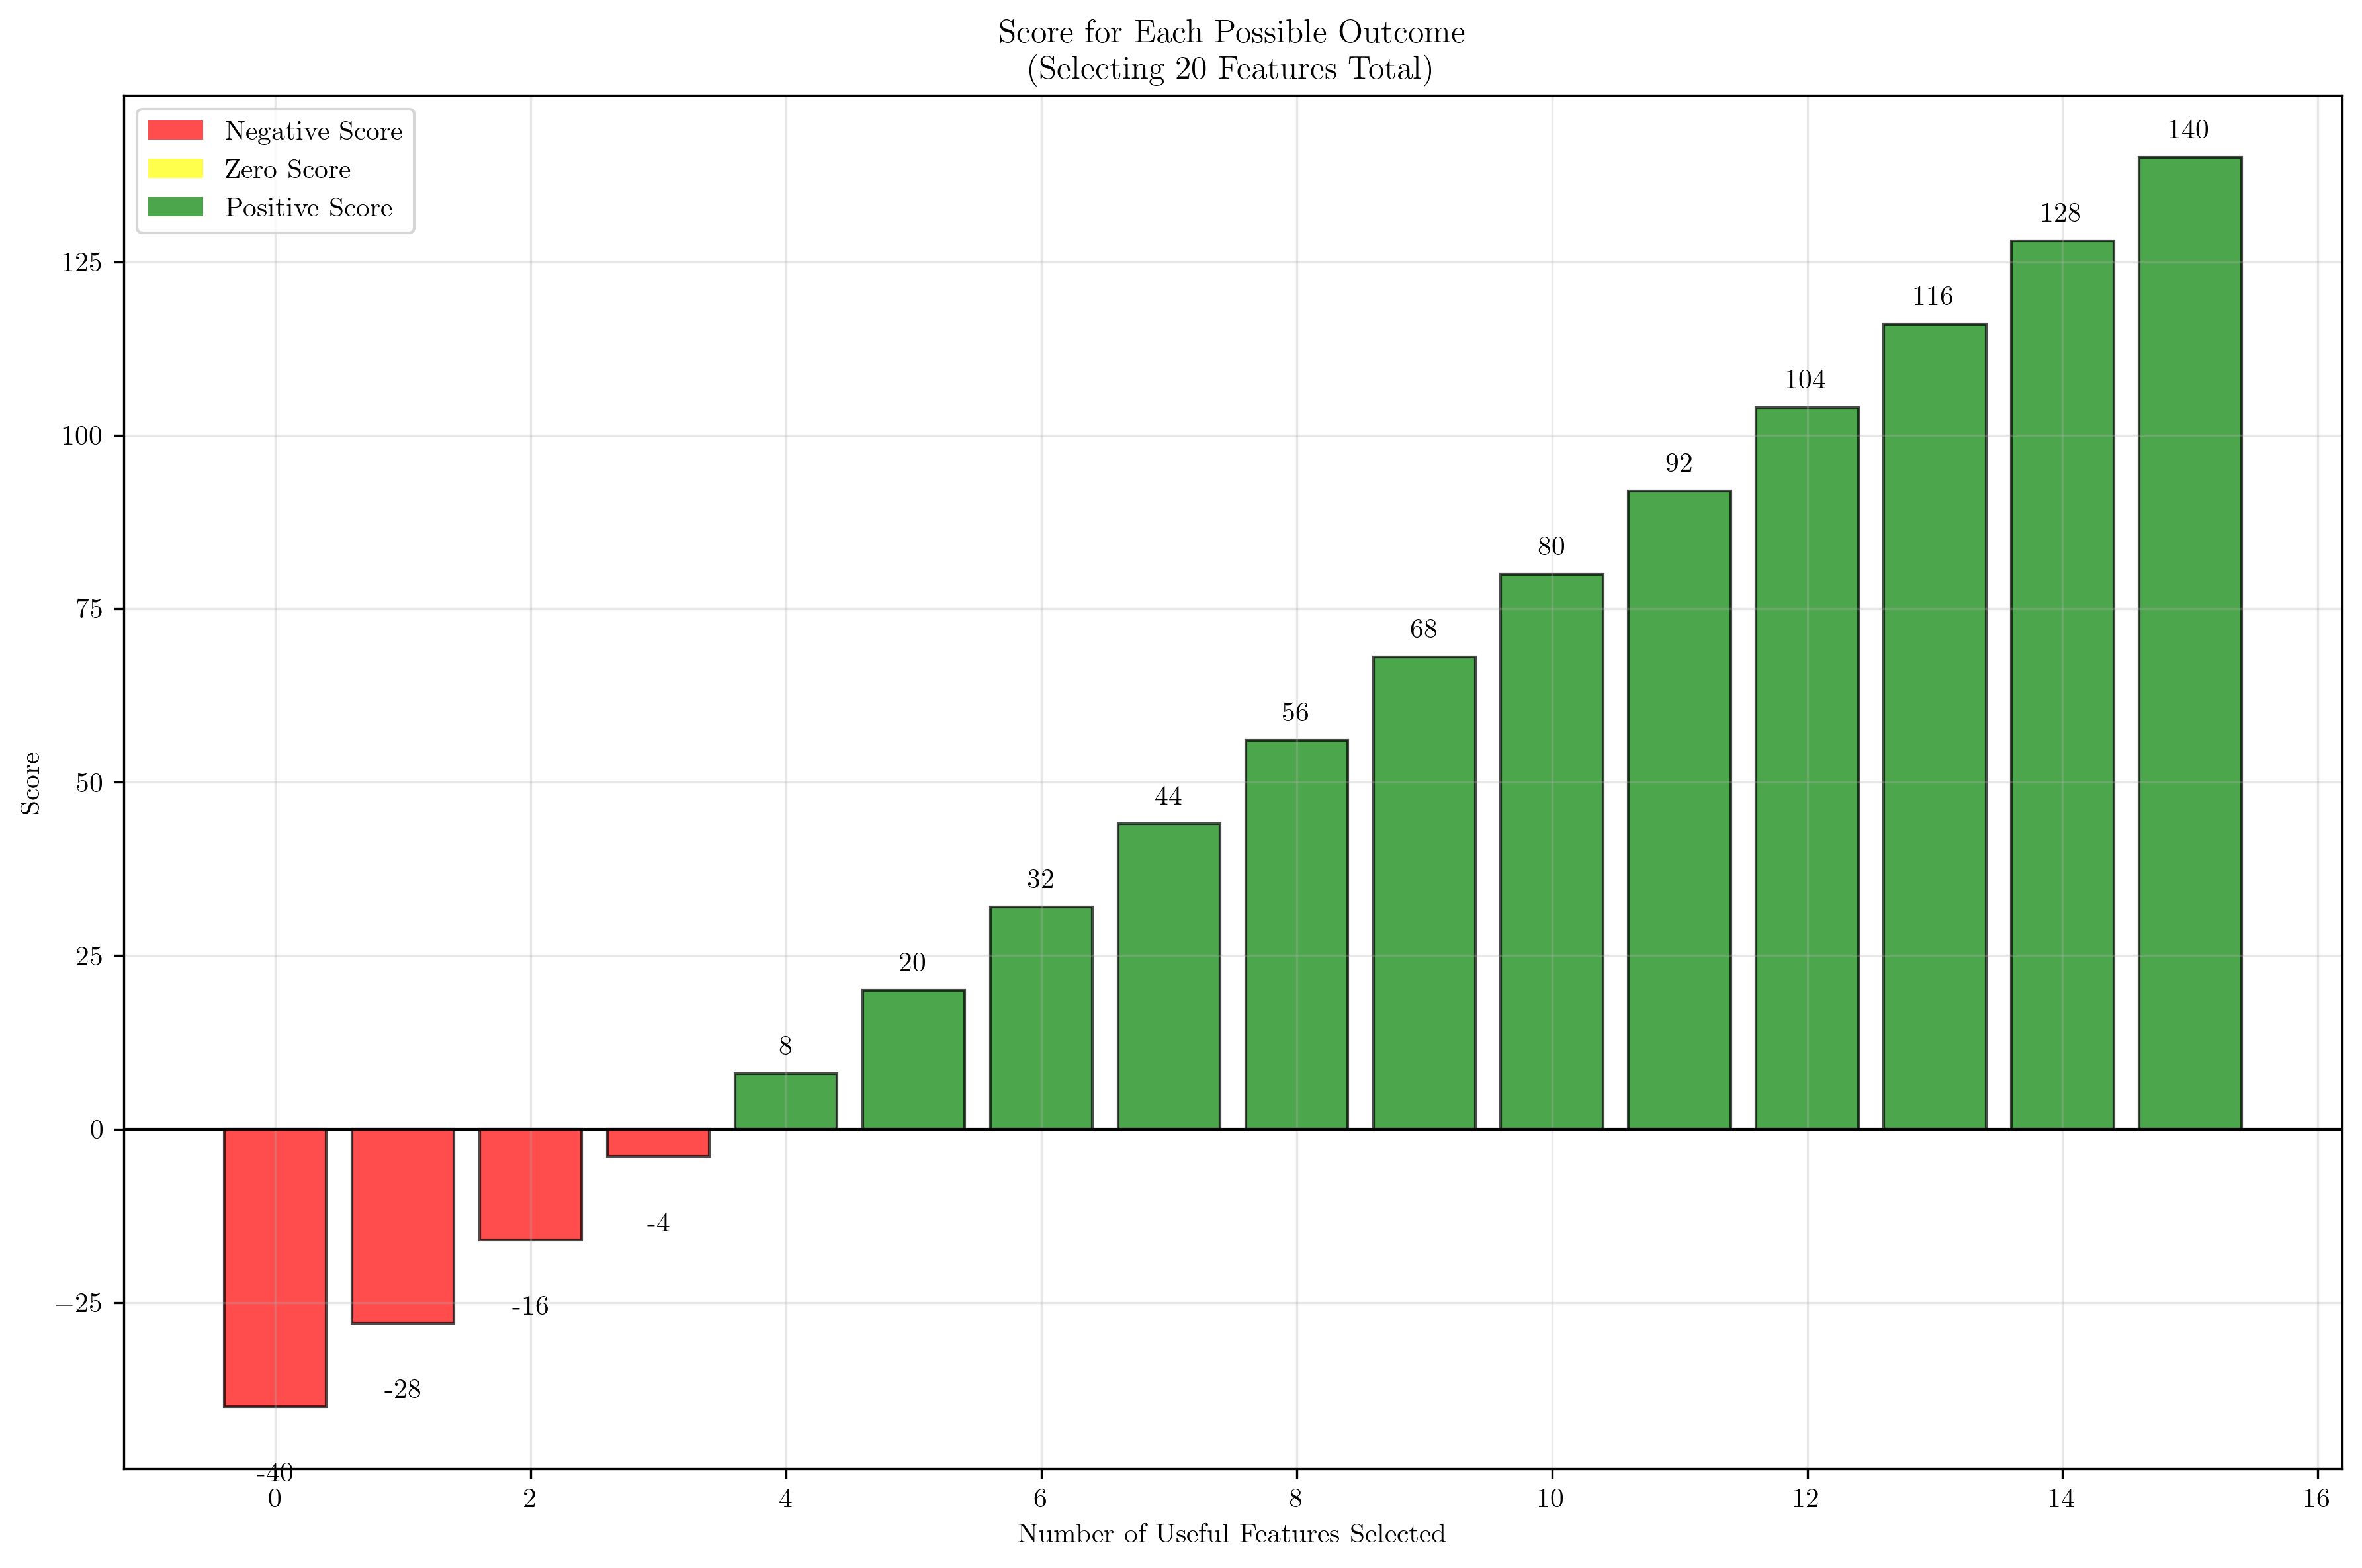 Score for Each Possible Outcome
(Selecting 20 Features Total)
Negative Score
Zero Score
Positive Score
140
128
116
104
92
80
68
56
44
32
20
8
-4
-16
-28
-40
125
100
75
50
25
0
−25
Score
0 2 4 6 8 10 12 14 16
Number of Useful Features Selected